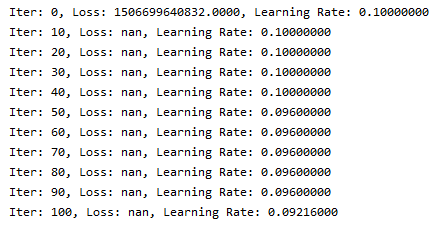 Iter: 0, Loss: 1506699640832.0000, Learning Rate: 0.10000000
Iter: 10, Loss: nan, Learning Rate: 0.10000000
Iter: 20, Loss: nan, Learning Rate: 0.10000000
Iter: 30, Loss: nan, Learning Rate: 0.10000000
Iter: 40, Loss: nan, Learning Rate: 0.10000000
Iter: 50, Loss: nan, Learning Rate: 0.09600000
Iter: 60, Loss: nan, Learning Rate: 0.09600000
Iter: 70, Loss: nan, Learning Rate: 0.09600000
Iter: 80, Loss: nan, Learning Rate: 0.09600000
Iter: 90, Loss: nan, Learning Rate: 0.09600000
Iter: 100, Loss: nan, Learning Rate: 0.09216000